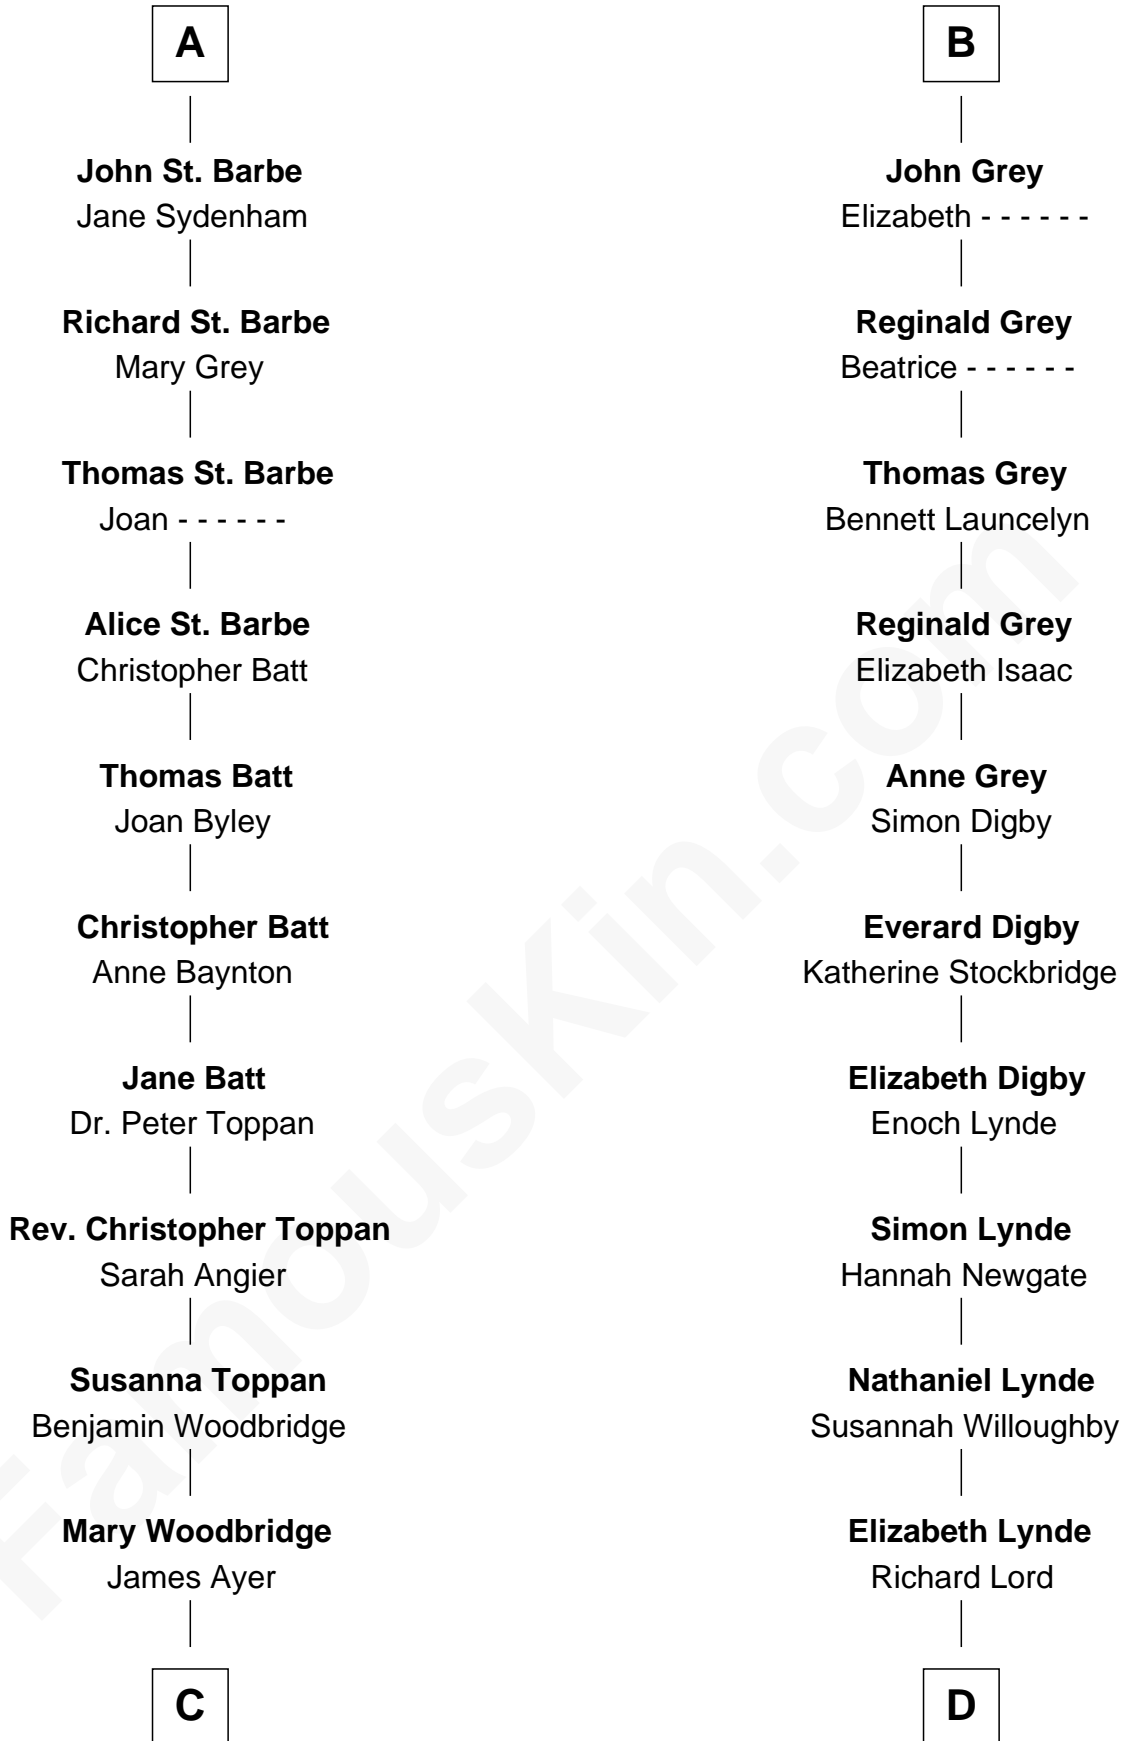 A
John St. Barbe
Jane Sydenham
Richard St. Barbe
Mary Grey
Thomas St. Barbe
Joan - - - - - -
Alice St. Barbe
Christopher Batt
Thomas Batt
Joan Byley
Christopher Batt
Anne Baynton
Jane Batt
Dr. Peter Toppan
Rev. Christopher Toppan
Sarah Angier
Susanna Toppan
Benjamin Woodbridge
Mary Woodbridge
James Ayer
C
B
John Grey
Elizabeth - - - - - -
Reginald Grey
Beatrice - - - - - -
Thomas Grey
Bennett Launcelyn
Reginald Grey
Elizabeth Isaac
Anne Grey
Simon Digby
Everard Digby
Katherine Stockbridge
Elizabeth Digby
Enoch Lynde
Simon Lynde
Hannah Newgate
Nathaniel Lynde
Susannah Willoughby
Elizabeth Lynde
Richard Lord
D
FamousKin.com